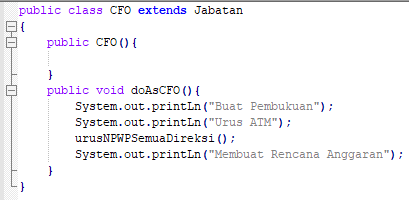 public class CFO extends Jabatan
{
public CFO(){
}
public void doAsCFO(){
System.out.printLn("Buat Pembukuan");
System.out.printLn("Urus ATM");
urusNPWPSemuaDireksi();
System.out.printLn("Membuat Rencana Anggaran");
}
}